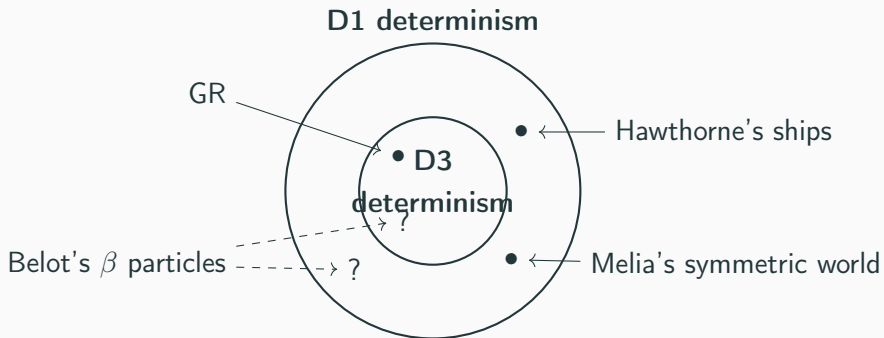 D1 determinism
GR
Hawthorne's ships
D3
determinism
?
Belot's β particles
?
Melia's symmetric world